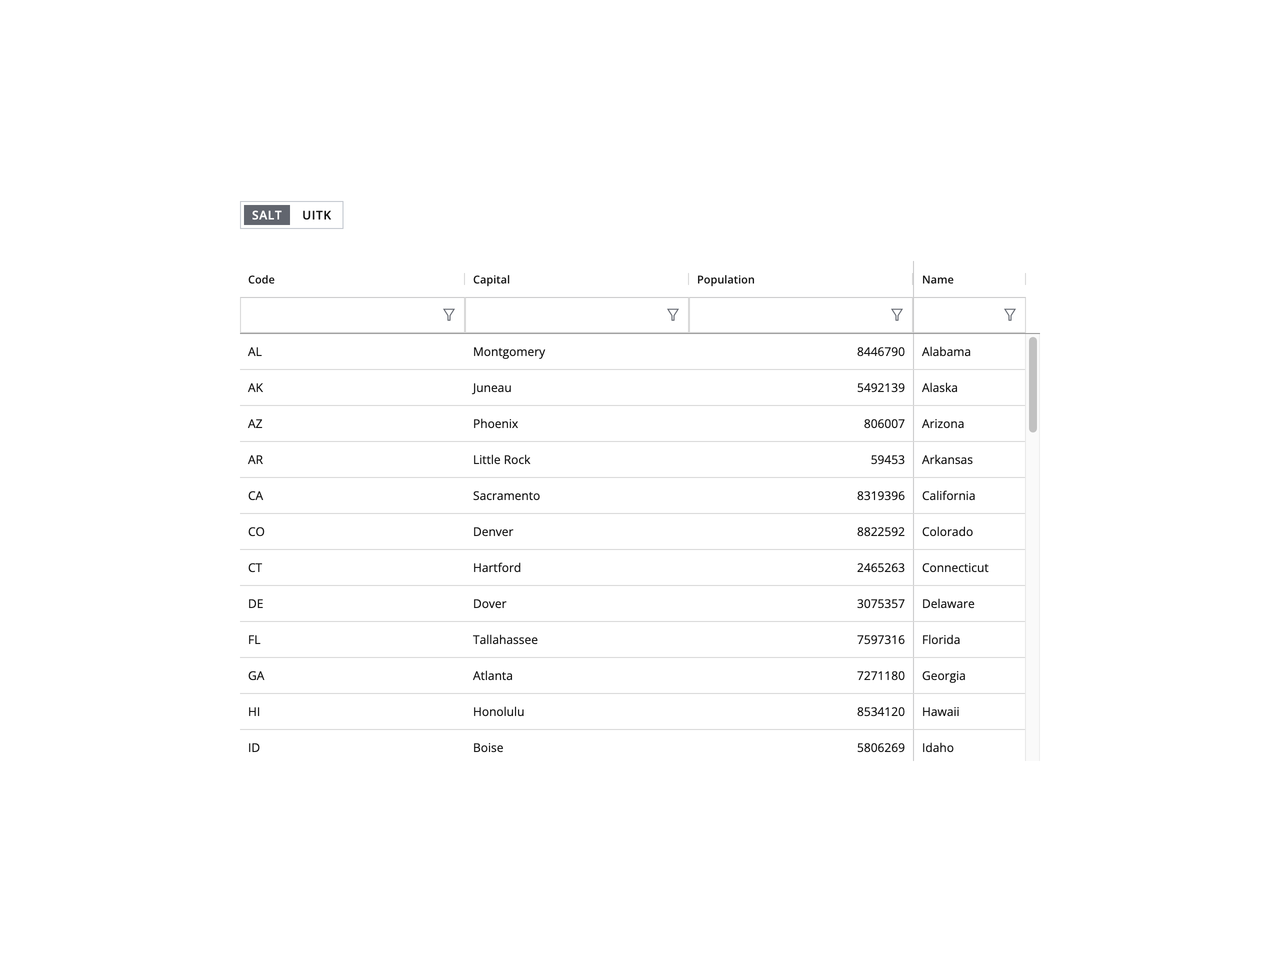 SALT UITK
Code Capital Population Name
AL Montgomery 8446790 Alabama
AK Juneau 5492139 Alaska
AZ Phoenix 806007 Arizona
AR Little Rock 59453 Arkansas
CA Sacramento 8319396 California
CO Denver 8822592 Colorado
CT Hartford 2465263 Connecticut
DE Dover 3075357 Delaware
FL Tallahassee 7597316 Florida
GA Atlanta 7271180 Georgia
HI Honolulu 8534120 Hawaii
ID Boise 5806269 Idaho